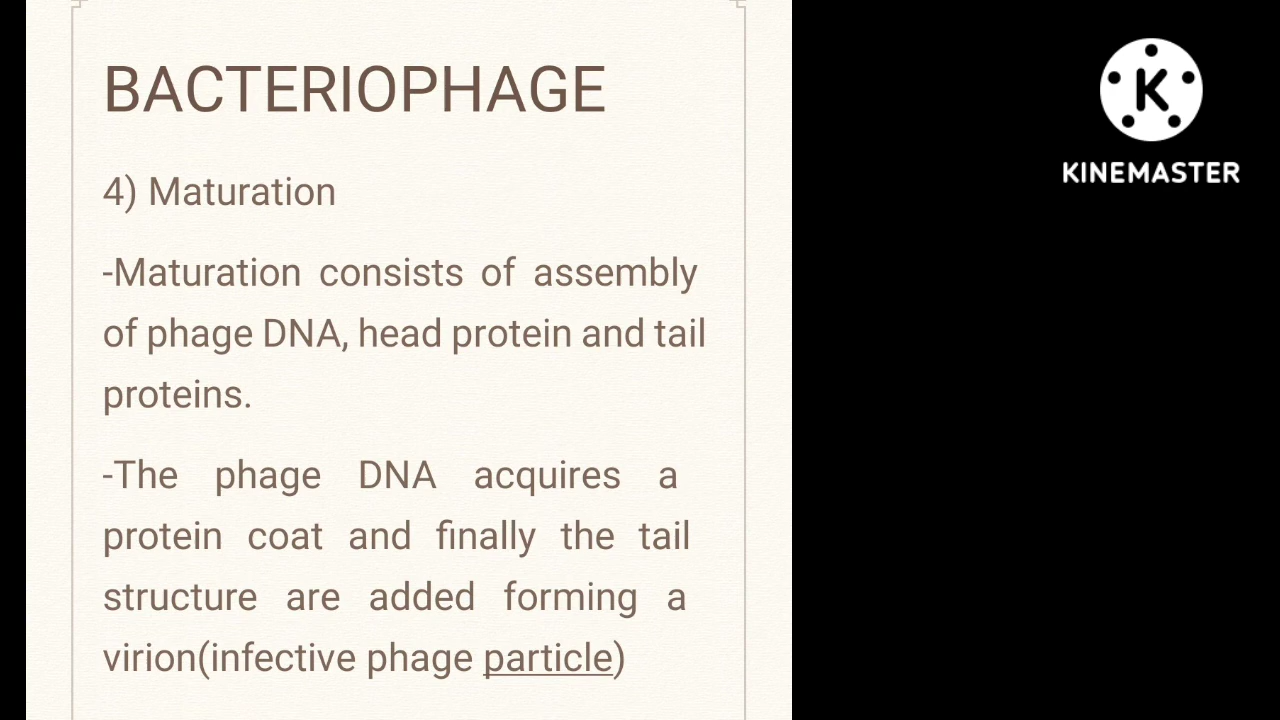 BACTERIOPHAGE
4) Maturation
-Maturation consists of assembly
of phage DNA, head protein and tail
proteins.
-The phage DNA acquires a
protein coat and finally the tail
structure are added forming a
virion(infective phage particle)
K
KINEMASTER